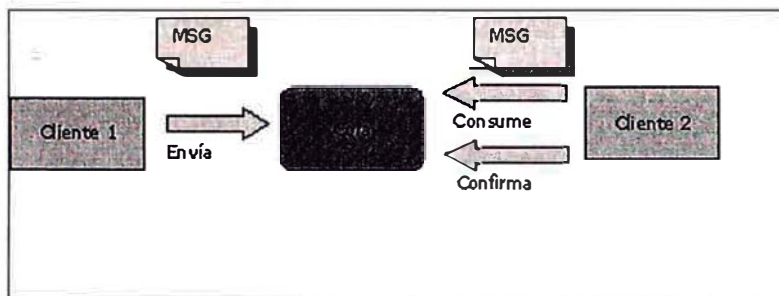 MSG
MSG
Cliente 1
Envía
Consume
Confirma
Cliente 2